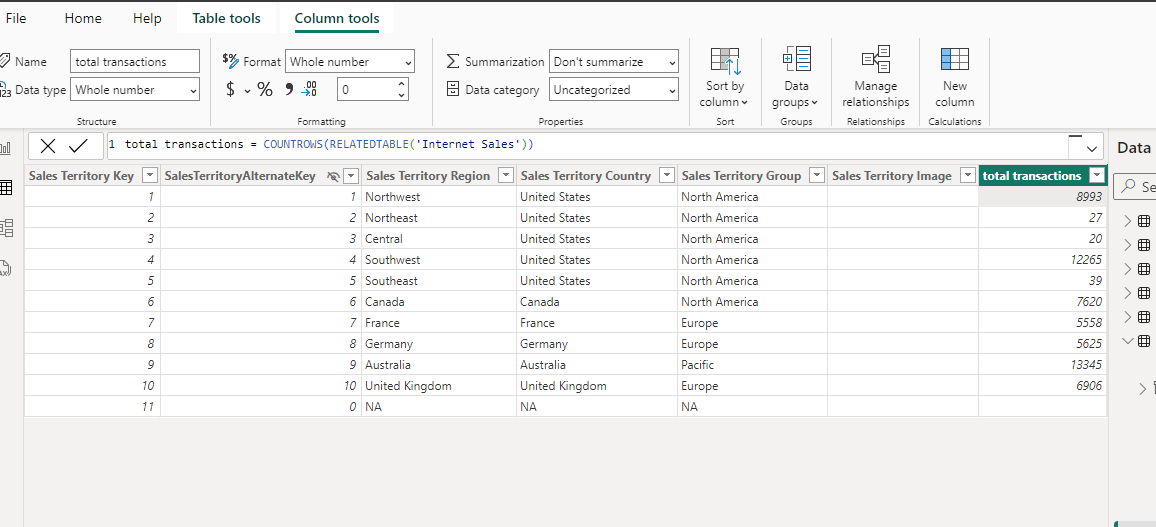 File Home Help Table tools Column tools
Name total transactions
Data type Whole number
Structure
$% Format Whole number
$ % 9 .00 0
Formatting
Σ Summarization Don't summarize
Data category Uncategorized
Properties
Sort by column
Sort
Data groups
Groups
Manage relationships
Relationships
New column
Calculations
1 total transactions = COUNTROWS(RELATEDTABLE('Internet Sales'))
Data
Se
Sales Territory Key SalesTerritoryAlternateKey Sales Territory Region Sales Territory Country Sales Territory Group Sales Territory Image total transactions
1 1 Northwest United States North America 8993
2 2 Northeast United States North America 27
3 3 Central United States North America 20
4 4 Southwest United States North America 12265
5 5 Southeast United States North America 39
6 6 Canada Canada North America 7620
7 7 France France Europe 5558
8 8 Germany Germany Europe 5625
9 9 Australia Australia Pacific 13345
10 10 United Kingdom United Kingdom Europe 6906
11 0 NA NA NA